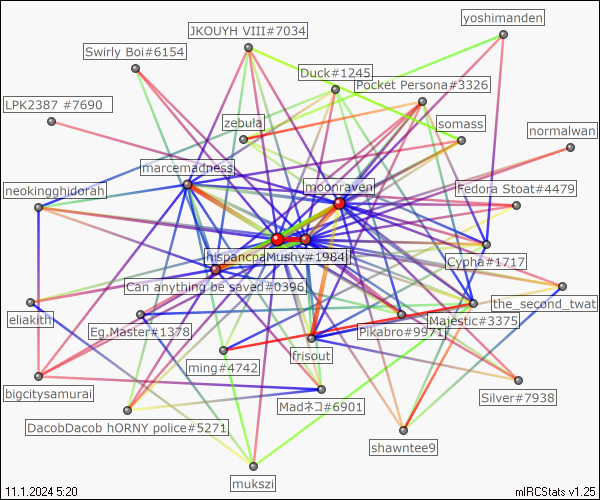 yoshimanden
JKOUYH VIII#7034
Swirly Boi#6154
Duck#1245
Pocket Persona#3326
LPK2387 #7690
zebula
somass
normalwan
marcemadness
moonraven
neokingghidorah
Fedora Stoat#4479
hispancpa
Mushy#1984
Cypha#1717
Can anything be saved#0396
the_second_twat
eliakith
Eg.Master#1378
Pikabro#9971
Majestic#3375
frisout
ming#4742
bigcitysamurai
Madネコ#6901
Silver#7938
DacobDacob hORNY police#5271
shawntee9
mukszi
11.1.2024 5:20
mIRCStats v1.25